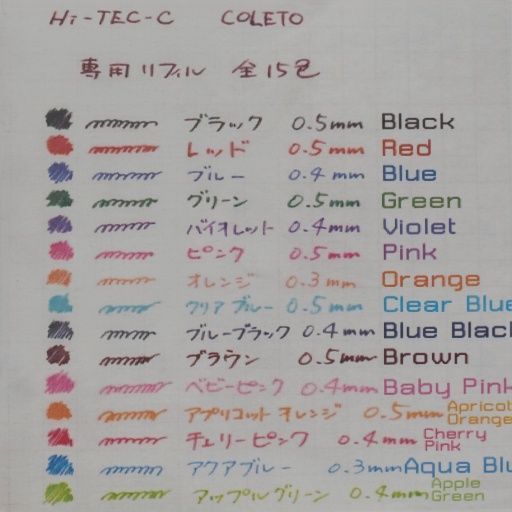 Hi-TEC-C COLETO
専用リフィル 全15色
ブラック 0.5mm Black
レッド 0.5mm Red
ブルー 0.4mm Blue
グリーン 0.5mm Green
バイオレット 0.4mm Violet
ピンク 0.5mm Pink
オレンジ 0.3mm Orange
クリアブルー 0.5mm Clear Blue
ブルーブラック 0.4mm Blue Blac
ブラウン 0.5mm Brown
ベビーピンク 0.4mm Baby Pink
アプリコットオレンジ 0.5mm Apricot Orange
チェリーピンク 0.4mm Cherry Pink
アクアブルー 0.3mm Aqua Blu
アップルグリーン 0.4mm Apple Green